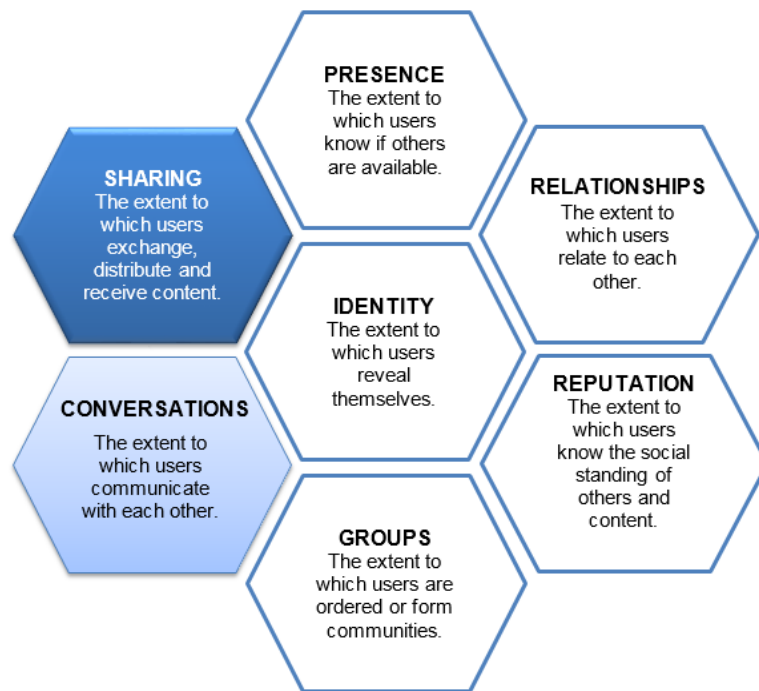 PRESENCE
The extent to
which users
know if others
are available.
SHARING
The extent to
which users
exchange,
distribute and
receive content.
RELATIONSHIPS
The extent to
which users
relate to each
other.
IDENTITY
The extent to
which users
reveal
themselves.
CONVERSATIONS
The extent to
which users
communicate
with each other.
REPUTATION
The extent to
which users
know the social
standing of
others and
content.
GROUPS
The extent to
which users are
ordered or form
communities.